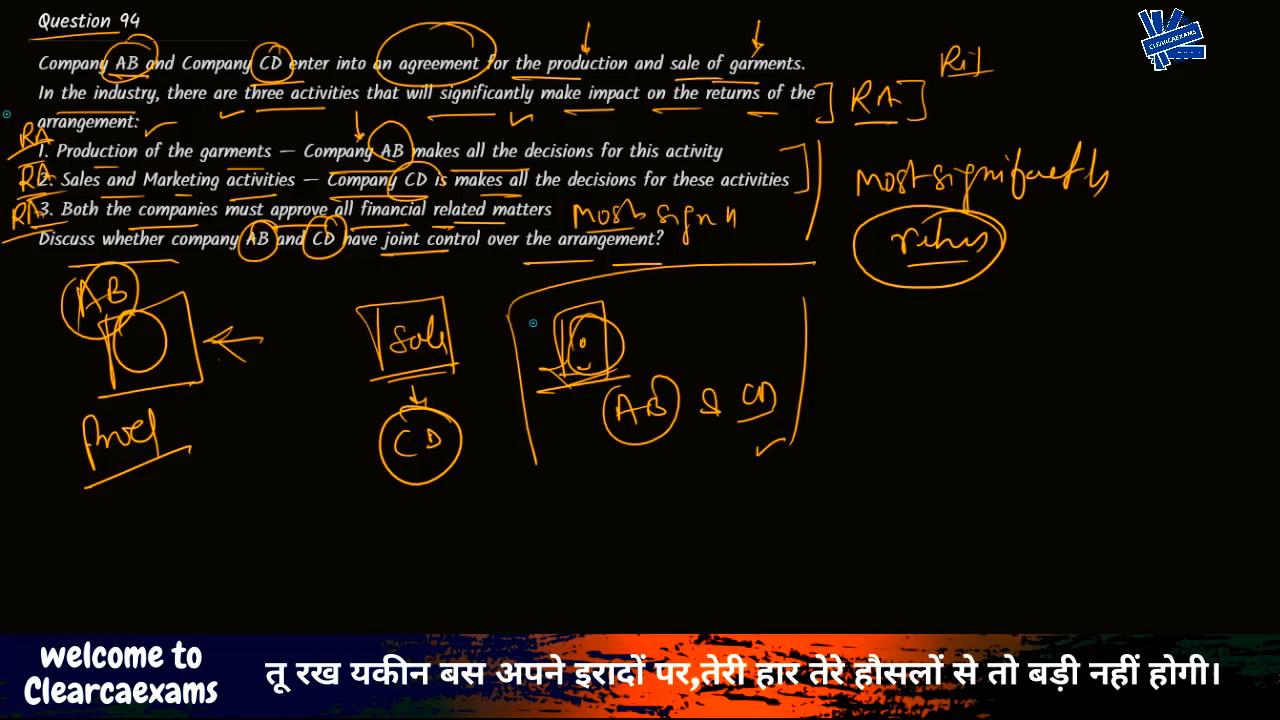 Question 94
CLEARCAEXAMS
Company AB and Company CD enter into an agreement for the production and sale of garments.
In the industry, there are three activities that will significantly make impact on the returns of the
arrangement:
RA
1. Production of the garments — Company AB makes all the decisions for this activity
RA
2. Sales and Marketing activities — Company CD is makes all the decisions for these activities
RA
3. Both the companies must approve all financial related matters
Discuss whether company AB and CD have joint control over the arrangement?
RA
Most sign
AB
Sale
CD
AB & CD
welcome to
Clearcaexams
तू रख यकीन बस अपने इरादों पर,तेरी हार तेरे हौसलों से तो बड़ी नहीं होगी।